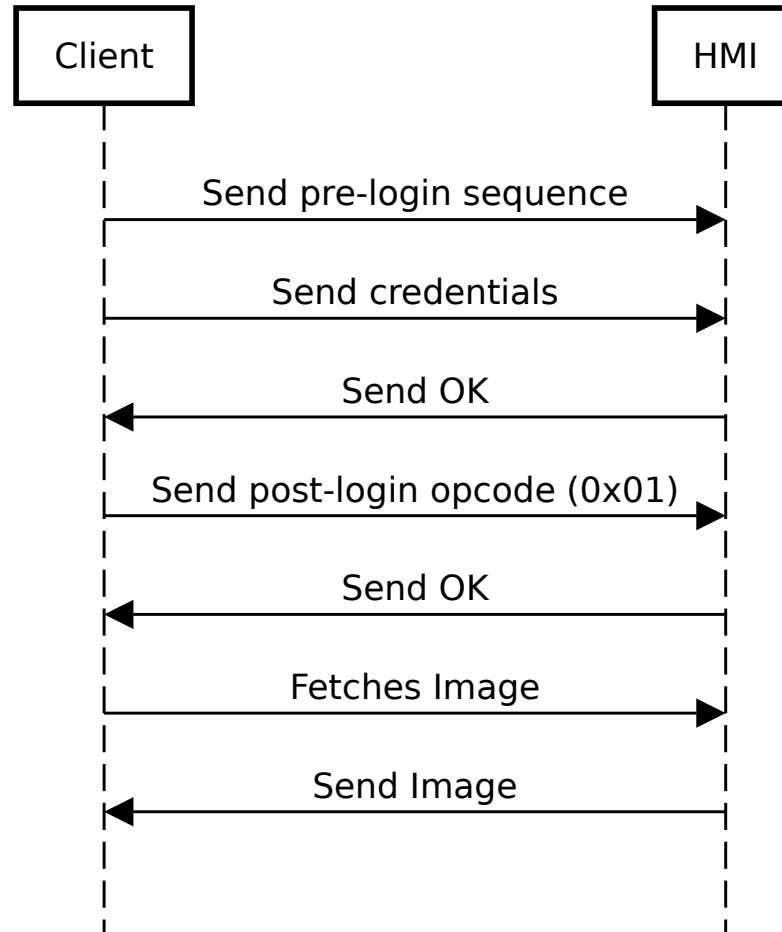 Client
HMI
Send pre-login sequence
Send credentials
Send OK
Send post-login opcode (0x01)
Send OK
Fetches Image
Send Image